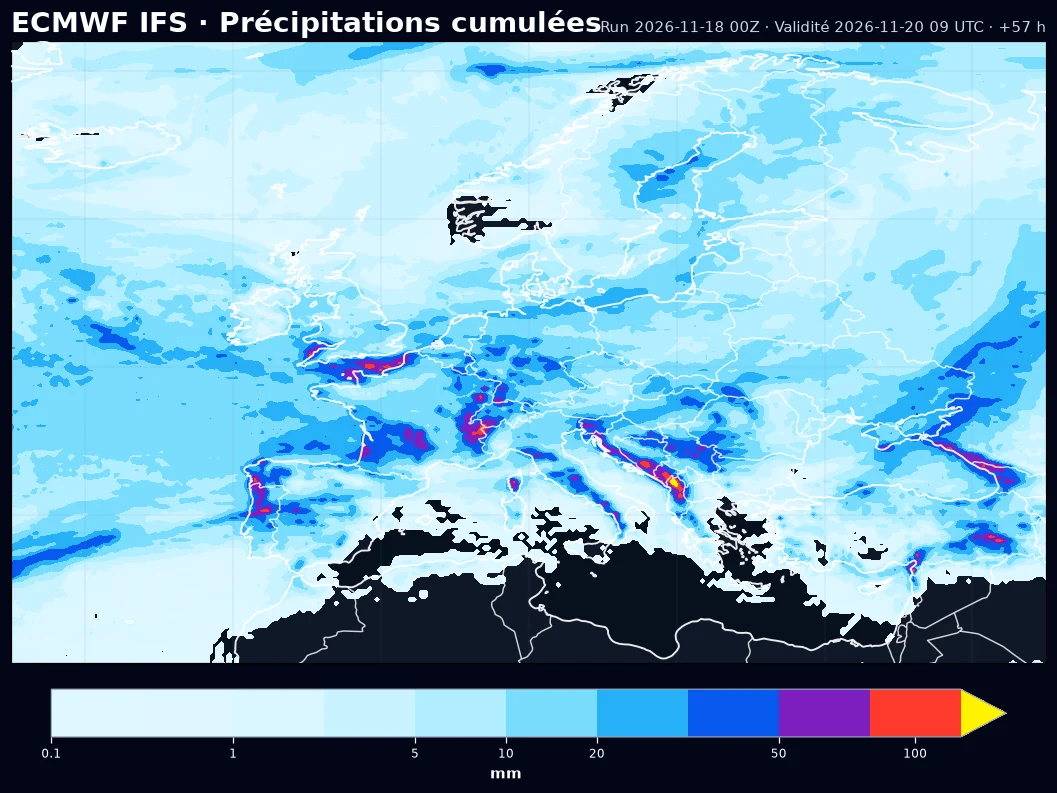 ECMWF IFS · Précipitations cumulées
Run 2026-11-18 00Z · Validité 2026-11-20 09 UTC · +57 h
0.1 1 5 10 20 50 100
mm